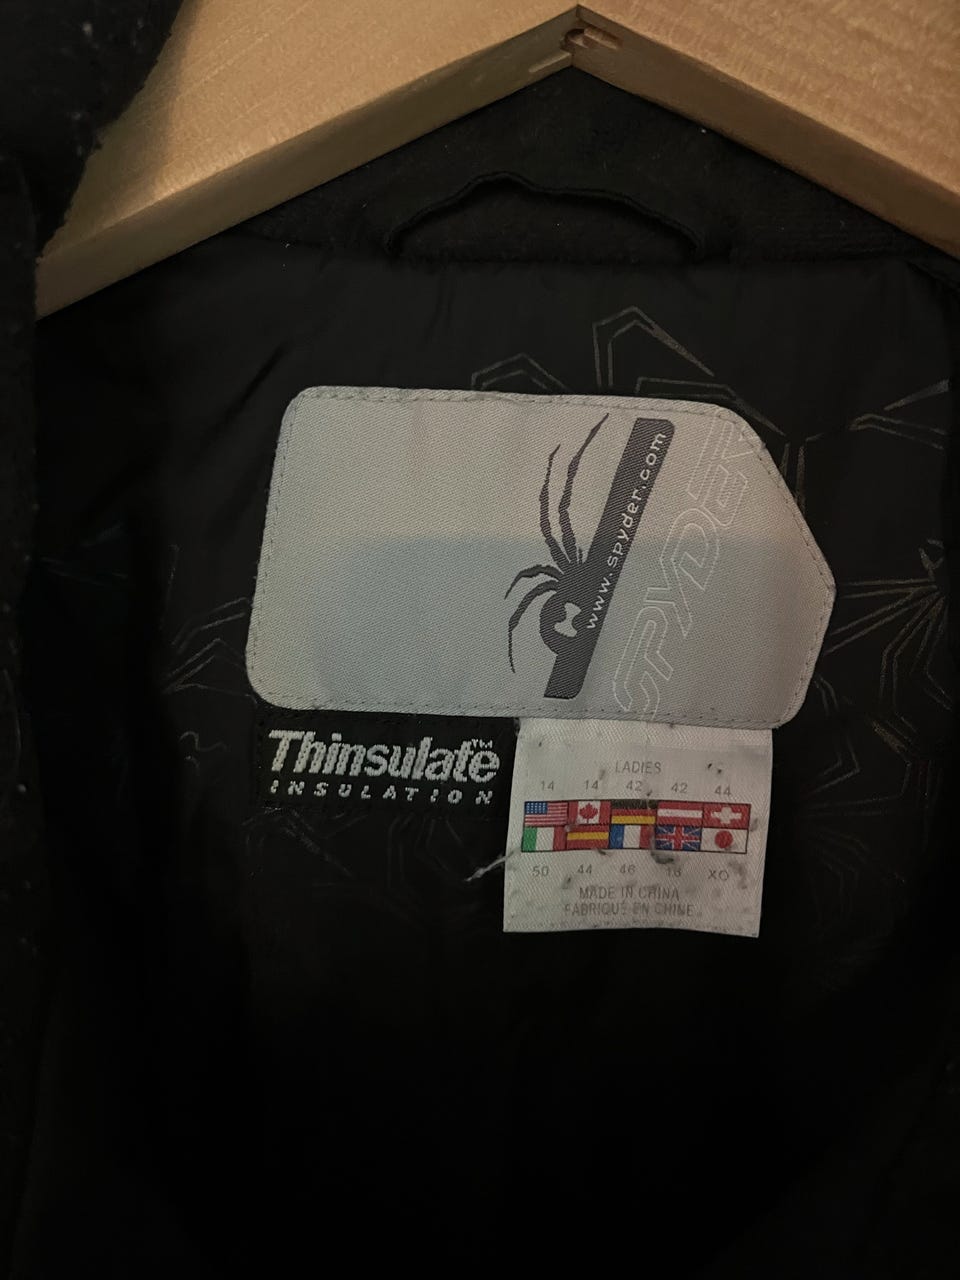 www.spyder.com
SPYDER
Thinsulate™
INSULATION
LADIES
14 14 42 42 44
50 44 46 16 XO
MADE IN CHINA
FABRIQUE EN CHINE